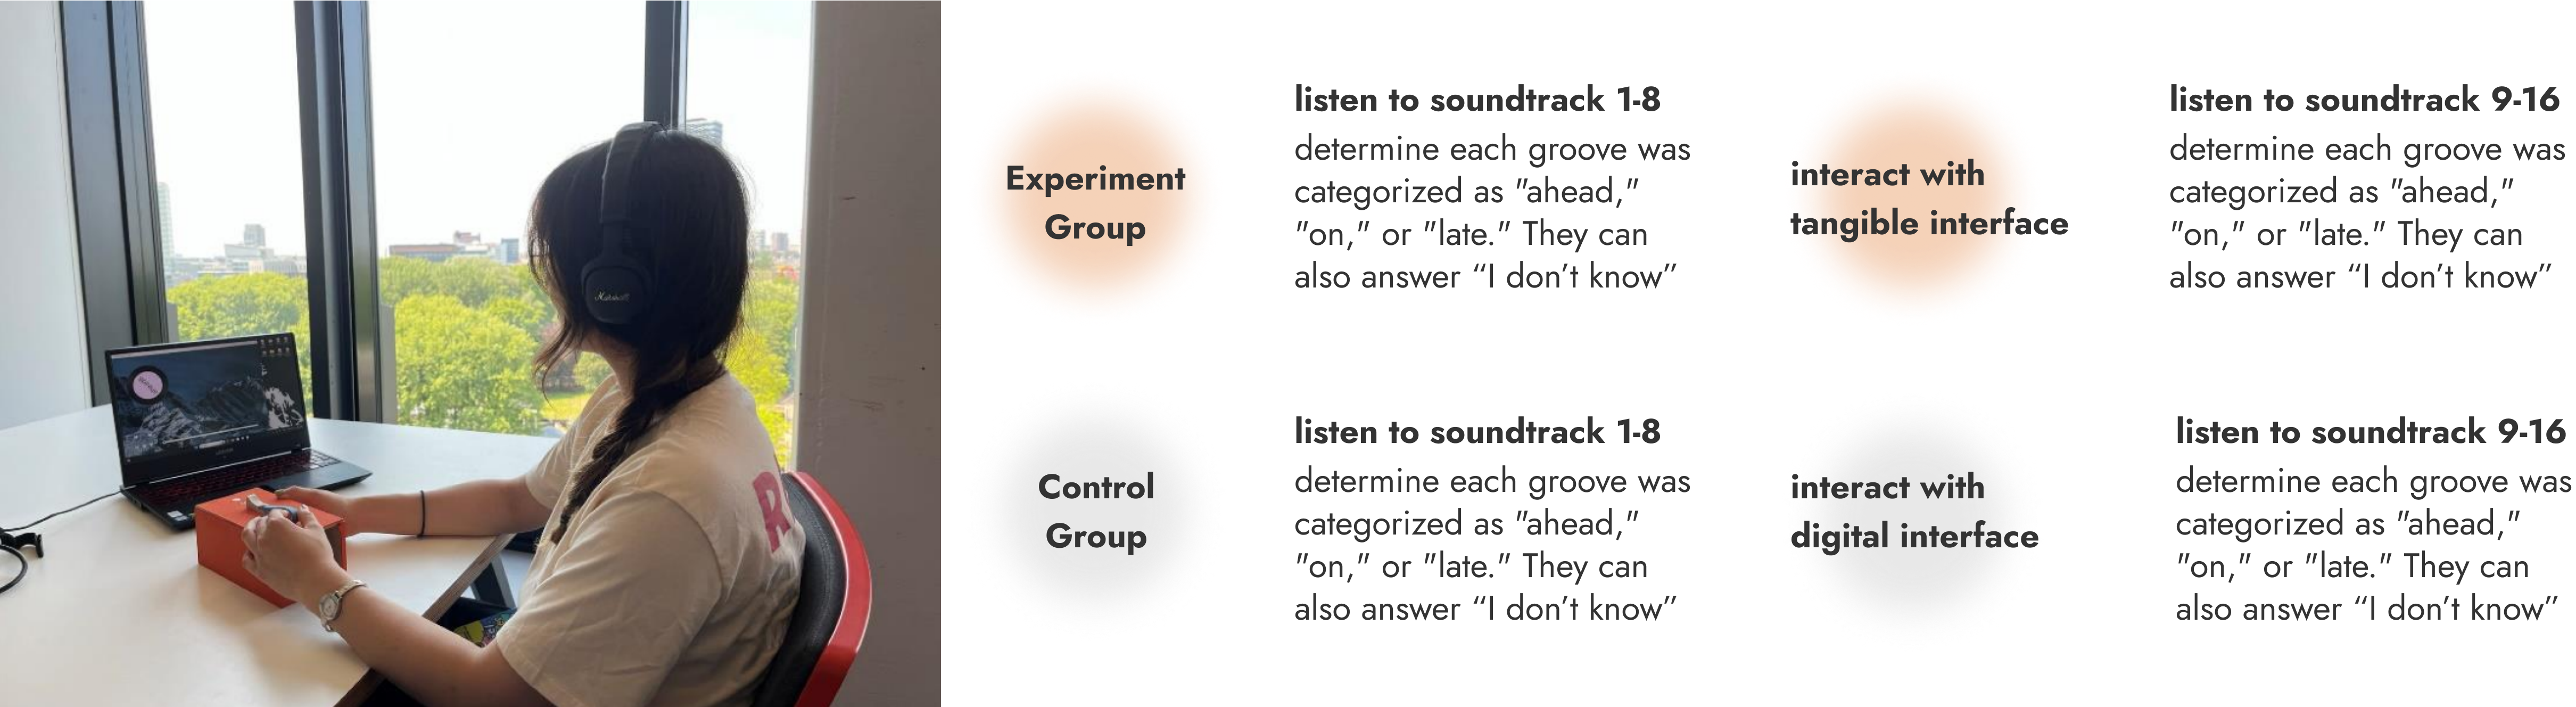 Marshall
R
Experiment
Group
listen to soundtrack 1-8
determine each groove was
categorized as "ahead,"
"on," or "late." They can
also answer “I don’t know”
interact with
tangible interface
listen to soundtrack 9-16
determine each groove was
categorized as "ahead,"
"on," or "late." They can
also answer “I don’t know”
Control
Group
listen to soundtrack 1-8
determine each groove was
categorized as "ahead,"
"on," or "late." They can
also answer “I don’t know”
interact with
digital interface
listen to soundtrack 9-16
determine each groove was
categorized as "ahead,"
"on," or "late." They can
also answer “I don’t know”